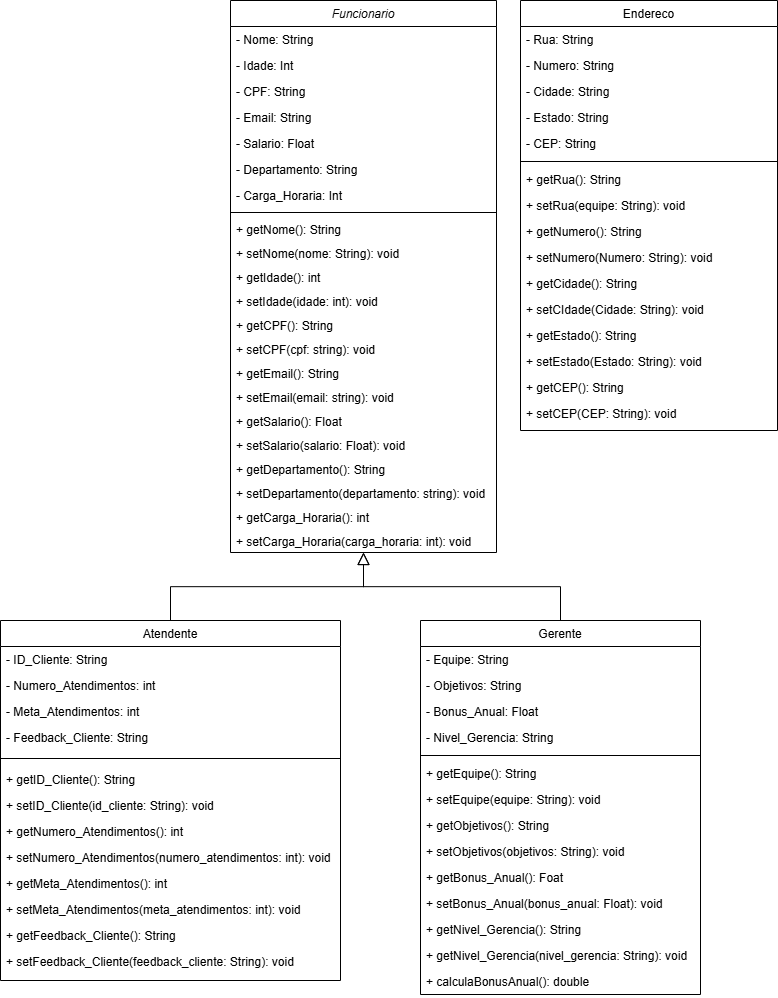 Funcionario
- Nome: String
- Idade: Int
- CPF: String
- Email: String
- Salario: Float
- Departamento: String
- Carga_Horaria: Int
+ getNome(): String
+ setNome(nome: String): void
+ getIdade(): int
+ setIdade(idade: int): void
+ getCPF(): String
+ setCPF(cpf: string): void
+ getEmail(): String
+ setEmail(email: string): void
+ getSalario(): Float
+ setSalario(salario: Float): void
+ getDepartamento(): String
+ setDepartamento(departamento: string): void
+ getCarga_Horaria(): int
+ setCarga_Horaria(carga_horaria: int): void
Endereco
- Rua: String
- Numero: String
- Cidade: String
- Estado: String
- CEP: String
+ getRua(): String
+ setRua(equipe: String): void
+ getNumero(): String
+ setNumero(Numero: String): void
+ getCidade(): String
+ setCIdade(Cidade: String): void
+ getEstado(): String
+ setEstado(Estado: String): void
+ getCEP(): String
+ setCEP(CEP: String): void
Atendente
- ID_Cliente: String
- Numero_Atendimentos: int
- Meta_Atendimentos: int
- Feedback_Cliente: String
+ getID_Cliente(): String
+ setID_Cliente(id_cliente: String): void
+ getNumero_Atendimentos(): int
+ setNumero_Atendimentos(numero_atendimentos: int): void
+ getMeta_Atendimentos(): int
+ setMeta_Atendimentos(meta_atendimentos: int): void
+ getFeedback_Cliente(): String
+ setFeedback_Cliente(feedback_cliente: String): void
Gerente
- Equipe: String
- Objetivos: String
- Bonus_Anual: Float
- Nivel_Gerencia: String
+ getEquipe(): String
+ setEquipe(equipe: String): void
+ getObjetivos(): String
+ setObjetivos(objetivos: String): void
+ getBonus_Anual(): Foat
+ setBonus_Anual(bonus_anual: Float): void
+ getNivel_Gerencia(): String
+ getNivel_Gerencia(nivel_gerencia: String): void
+ calculaBonusAnual(): double